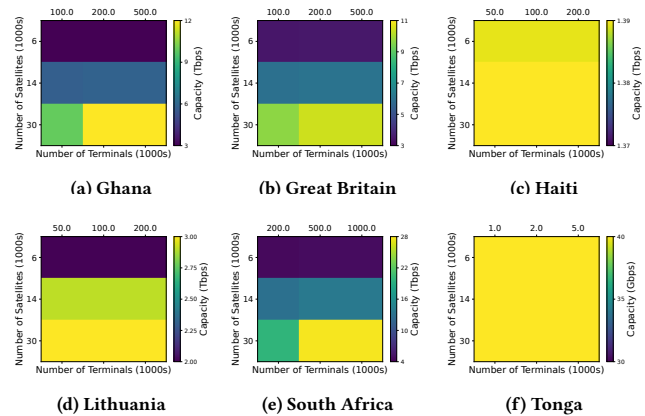 100.0 200.0 500.0
Number of Satellites (1000s)
6
14
30
12
9
6
3
Capacity (Tbps)
Number of Terminals (1000s)
(a) Ghana
100.0 200.0 500.0
Number of Satellites (1000s)
6
14
30
11
9
7
5
3
Capacity (Tbps)
Number of Terminals (1000s)
(b) Great Britain
50.0 100.0 200.0
Number of Satellites (1000s)
6
14
30
1.39
1.38
1.38
1.37
Capacity (Tbps)
Number of Terminals (1000s)
(c) Haiti
50.0 100.0 200.0
Number of Satellites (1000s)
6
14
30
3.00
2.75
2.50
2.25
2.00
Capacity (Tbps)
Number of Terminals (1000s)
(d) Lithuania
200.0 500.0 1000.0
Number of Satellites (1000s)
6
14
30
28
22
16
10
4
Capacity (Tbps)
Number of Terminals (1000s)
(e) South Africa
1.0 2.0 5.0
Number of Satellites (1000s)
6
14
30
40
35
30
Capacity (Gbps)
Number of Terminals (1000s)
(f) Tonga